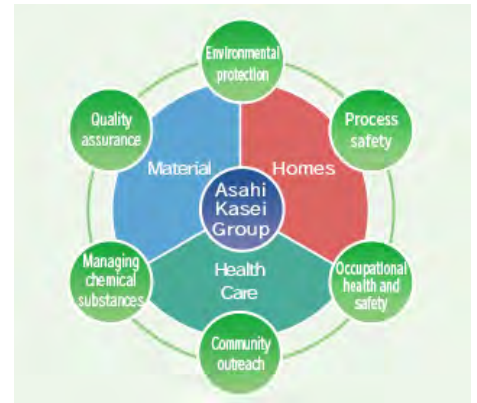 Environmental
protection
Quality
assurance
Process
safety
Material
Homes
Asahi
Kasei
Group
Managing
chemical
substances
Health
Care
Occupational
health and
safety
Community
outreach